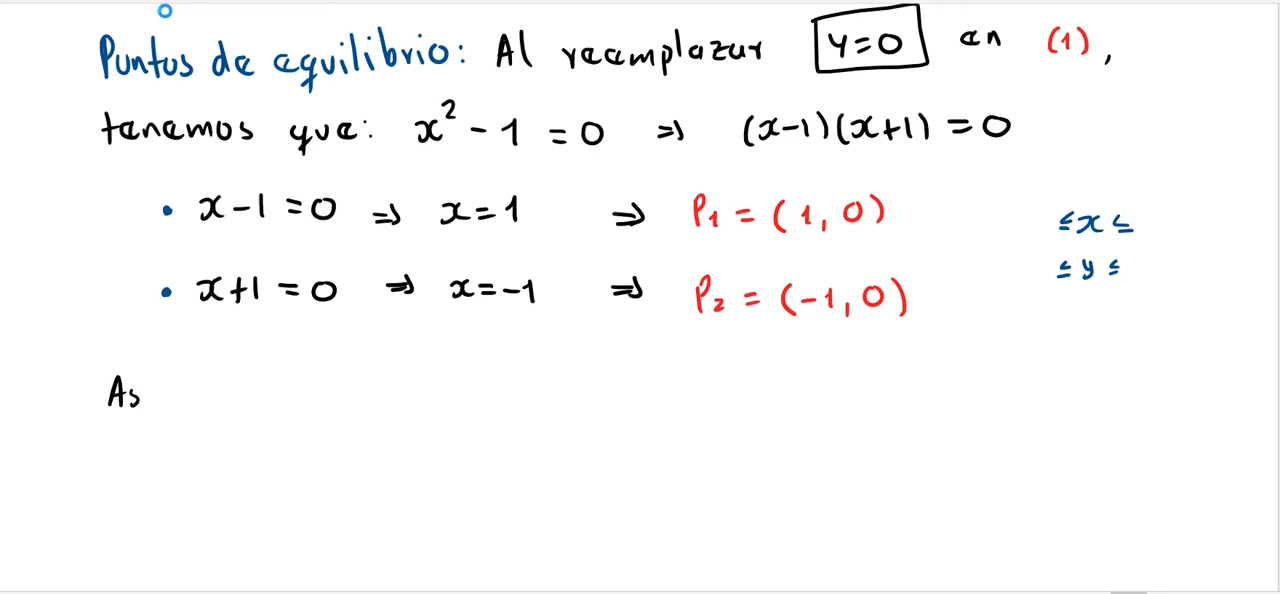 Puntos de equilibrio: Al reemplazar y=0 en (1),
tenemos que: x² - 1 = 0 ⇒ (x-1)(x+1) = 0
• x-1=0 ⇒ x=1 ⇒ P₁ = (1, 0)
≤ x ≤
≤ y ≤
• x+1=0 ⇒ x=-1 ⇒ P₂ = (-1, 0)
As